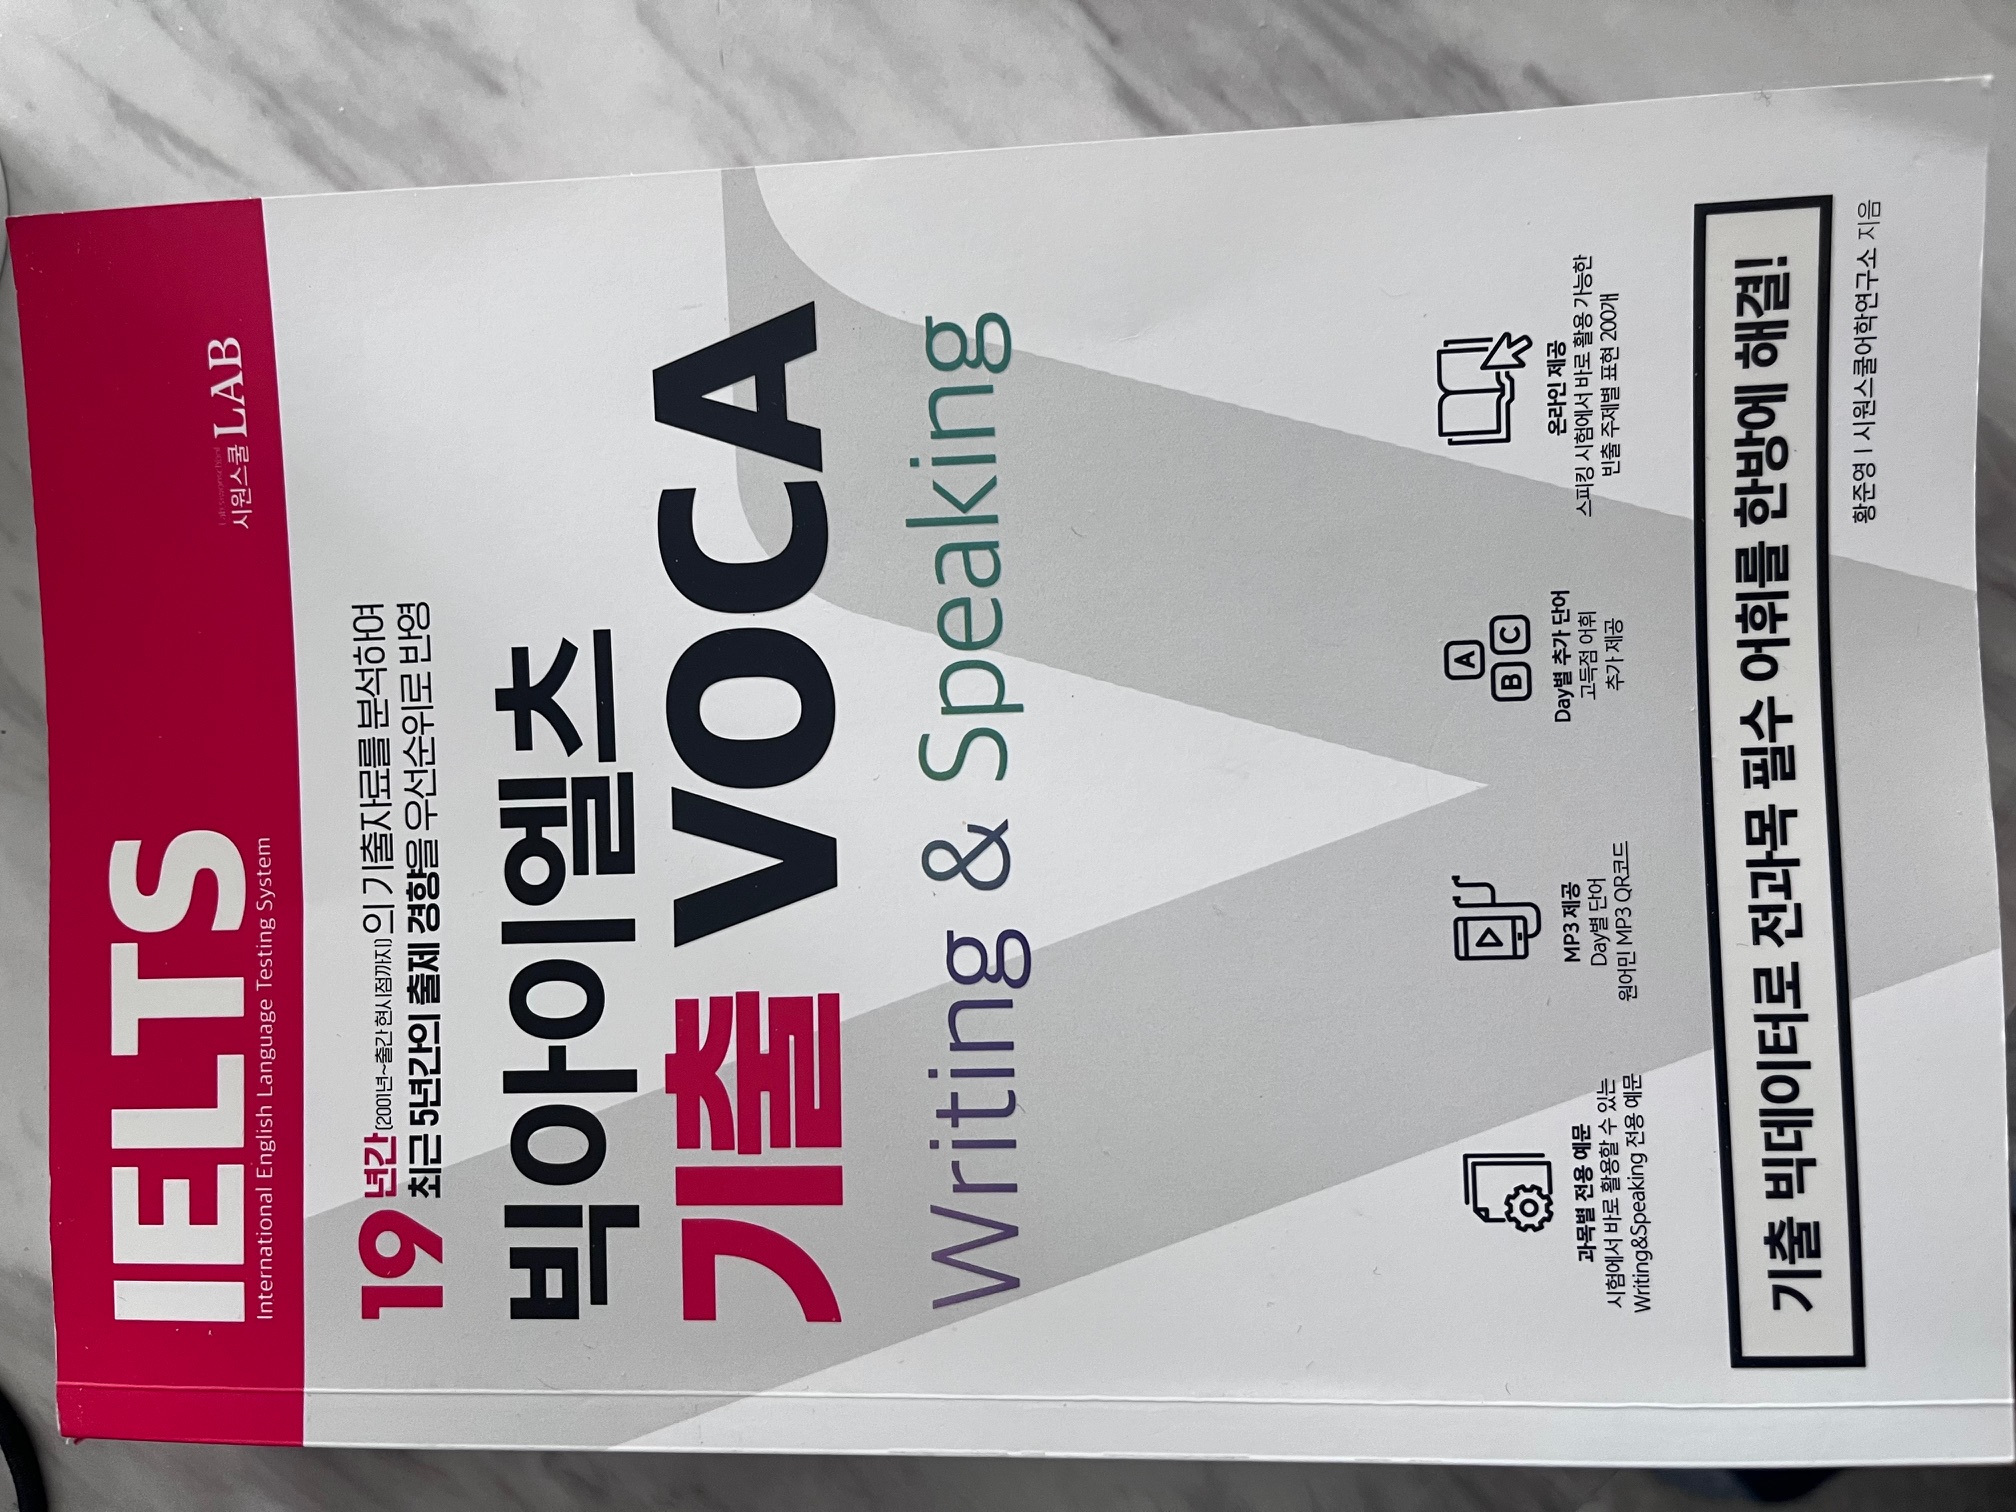 IELTS
International English Language Testing System
시원스쿨 LAB
19년간(2001년~출간 현시점까지)의 기출자료를 분석하여
최근 5년간의 출제 경향을 우선순위로 반영
빅아이엘츠
기출 VOCA
Writing & Speaking
과목별 전용 예문
시험에서 바로 활용할 수 있는
Writing&Speaking 전용 예문
MP3 제공
Day별 단어
원어민 MP3 QR코드
A
B C
Day별 추가 단어
고득점 어휘
추가 제공
온라인 제공
스피킹 시험에서 바로 활용 가능한
빈출 주제별 표현 200개
기출 빅데이터로 전과목 필수 어휘를 한방에 해결!
황준영 I 시원스쿨어학연구소 지음